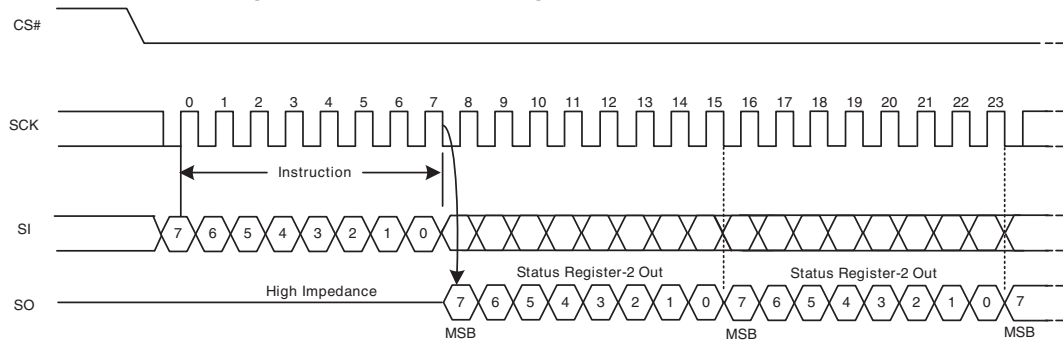 CS#
0 1 2 3 4 5 6 7 8 9 10 11 12 13 14 15 16 17 18 19 20 21 22 23
SCK
Instruction
SI 7 6 5 4 3 2 1 0
Status Register-2 Out Status Register-2 Out
High Impedance
SO 7 6 5 4 3 2 1 0 7 6 5 4 3 2 1 0 7
MSB MSB MSB